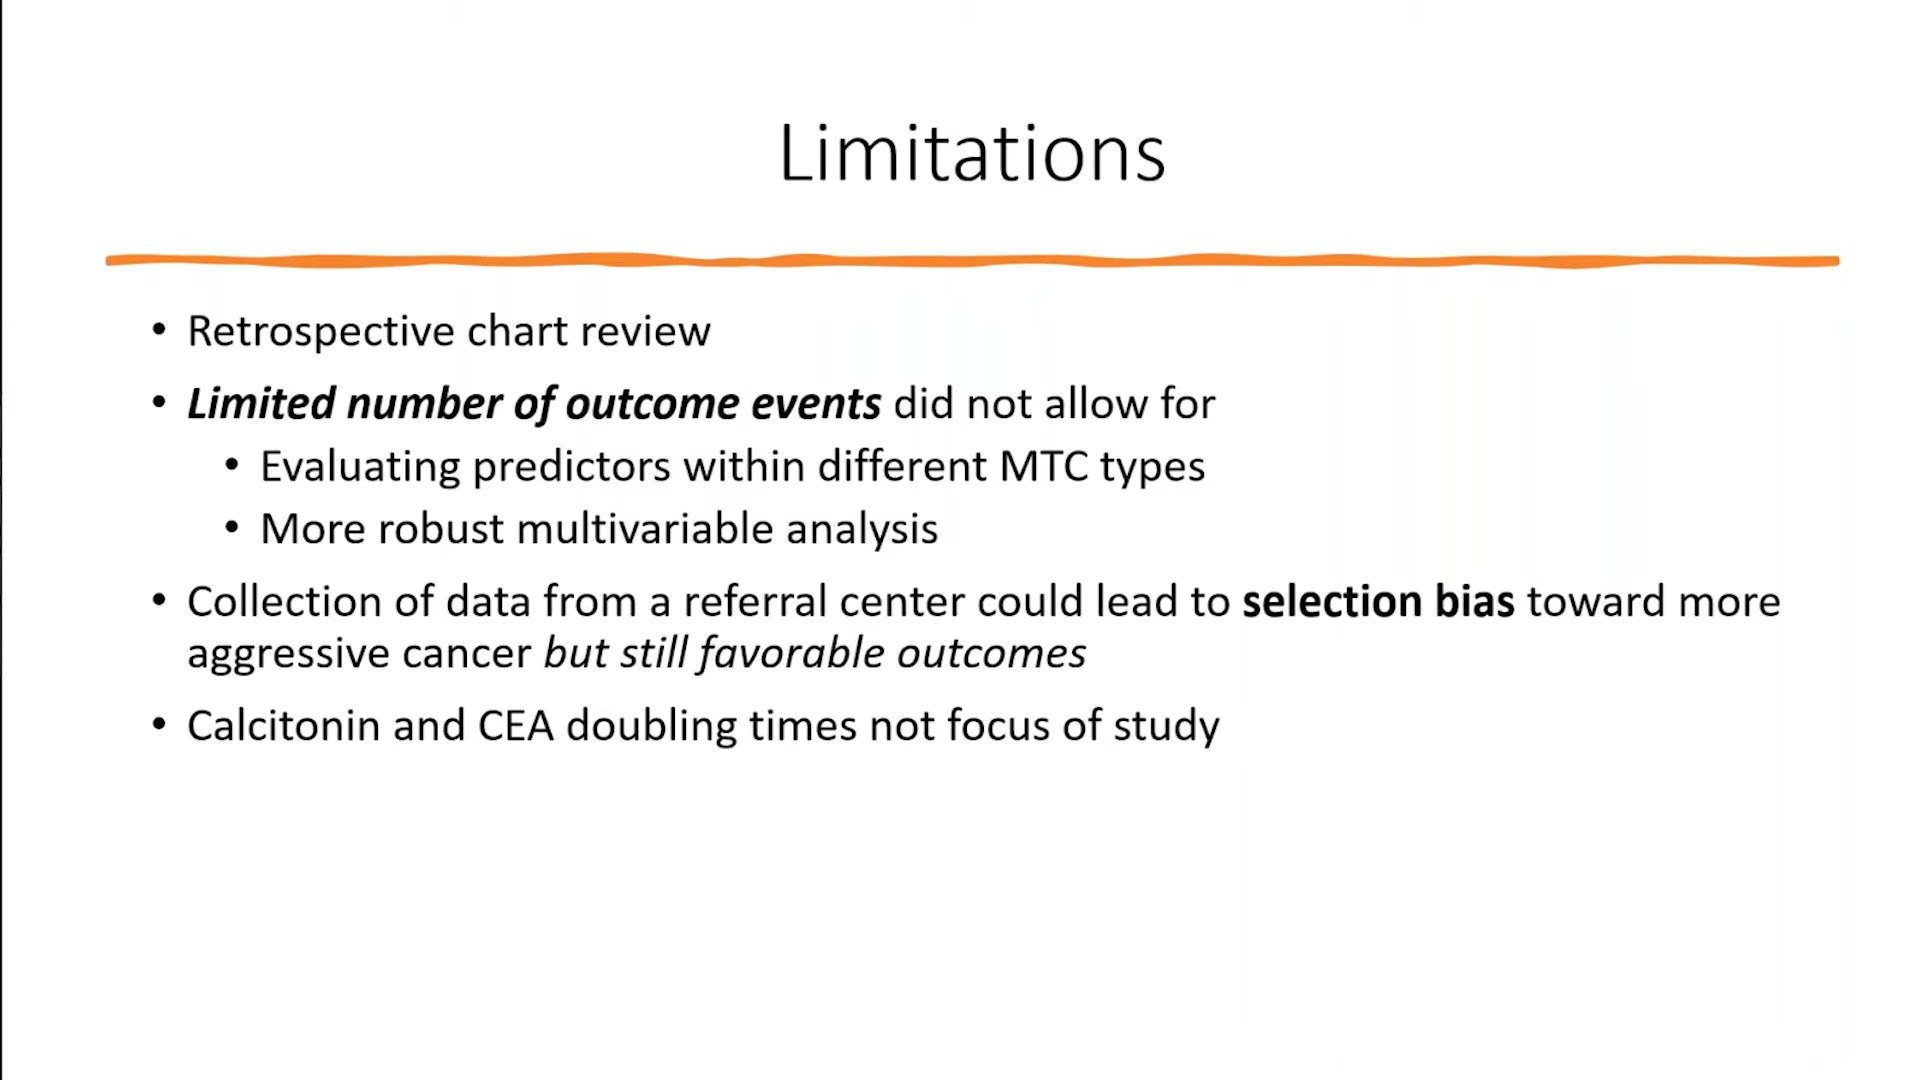 Limitations
• Retrospective chart review
• Limited number of outcome events did not allow for
• Evaluating predictors within different MTC types
• More robust multivariable analysis
• Collection of data from a referral center could lead to selection bias toward more
aggressive cancer but still favorable outcomes
• Calcitonin and CEA doubling times not focus of study